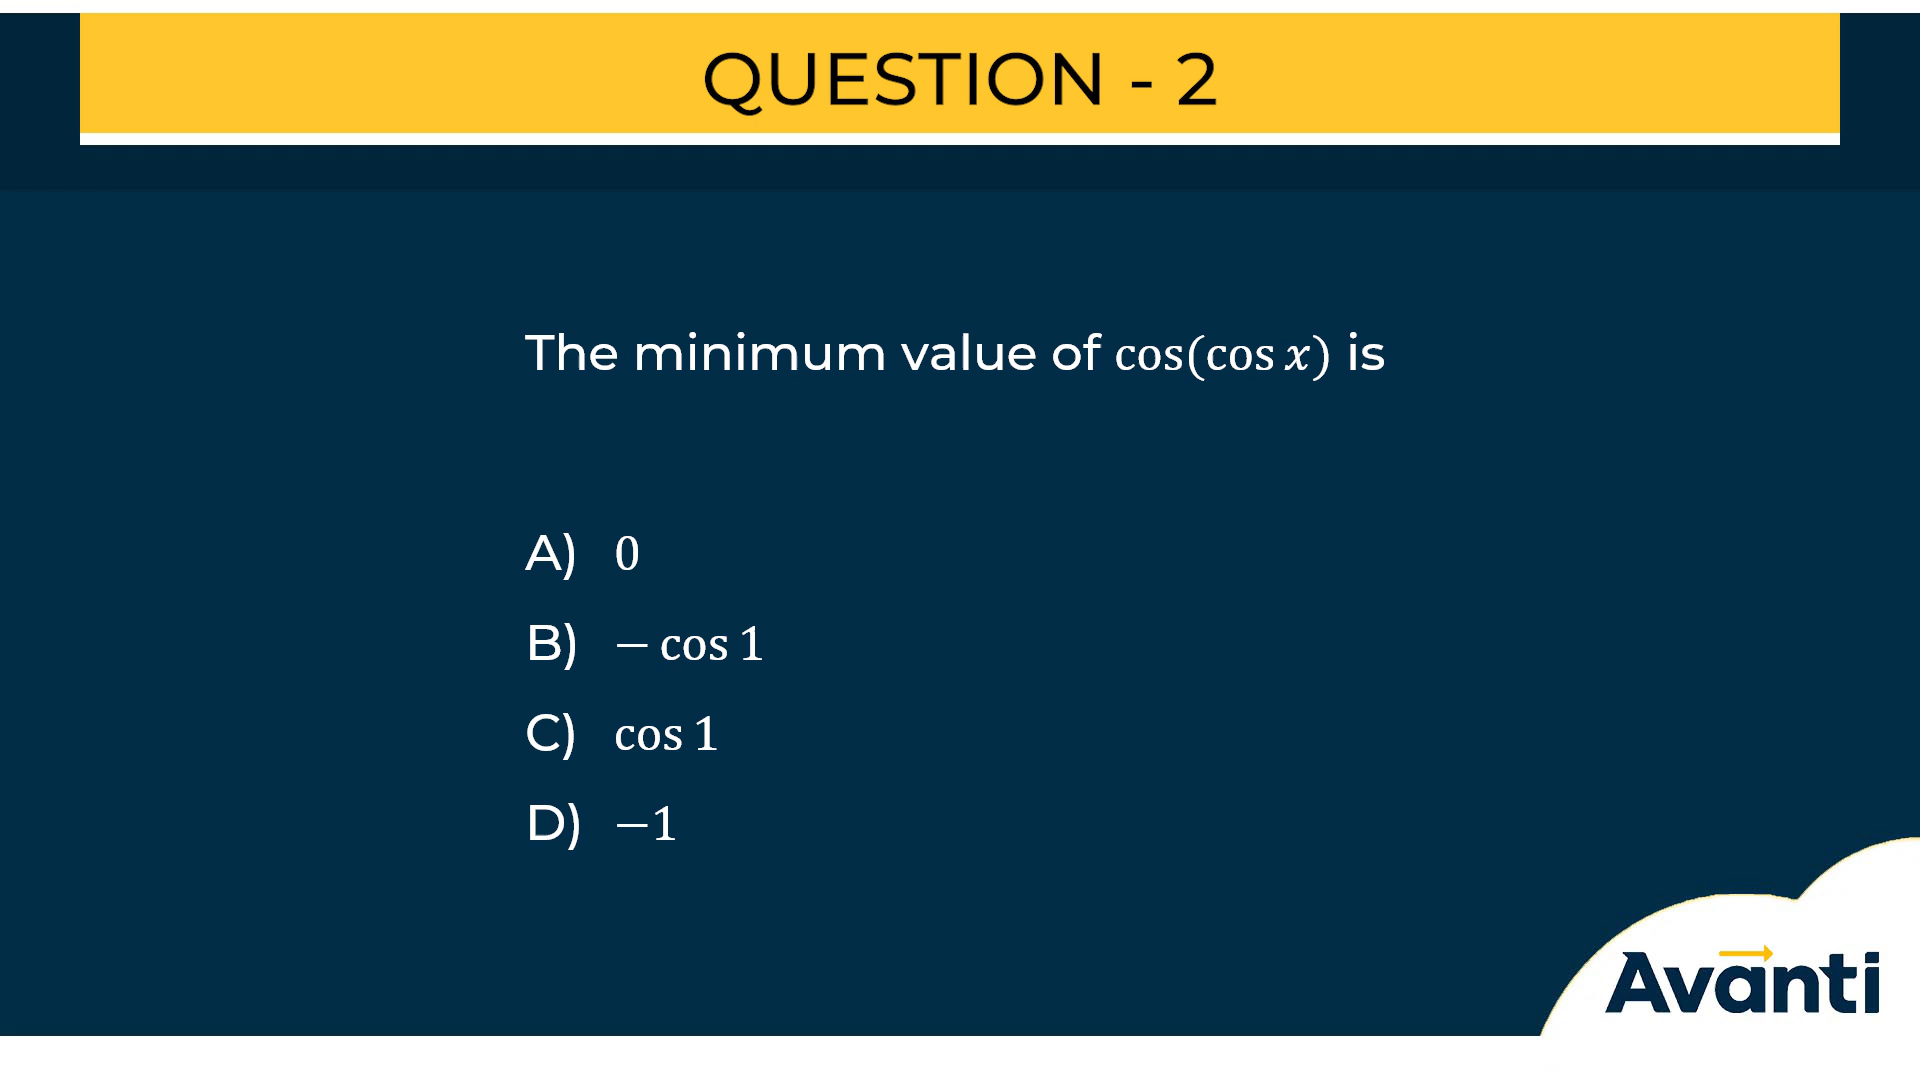 QUESTION - 2
The minimum value of cos(cos x) is
A) 0
B) − cos 1
C) cos 1
D) −1
Avanti